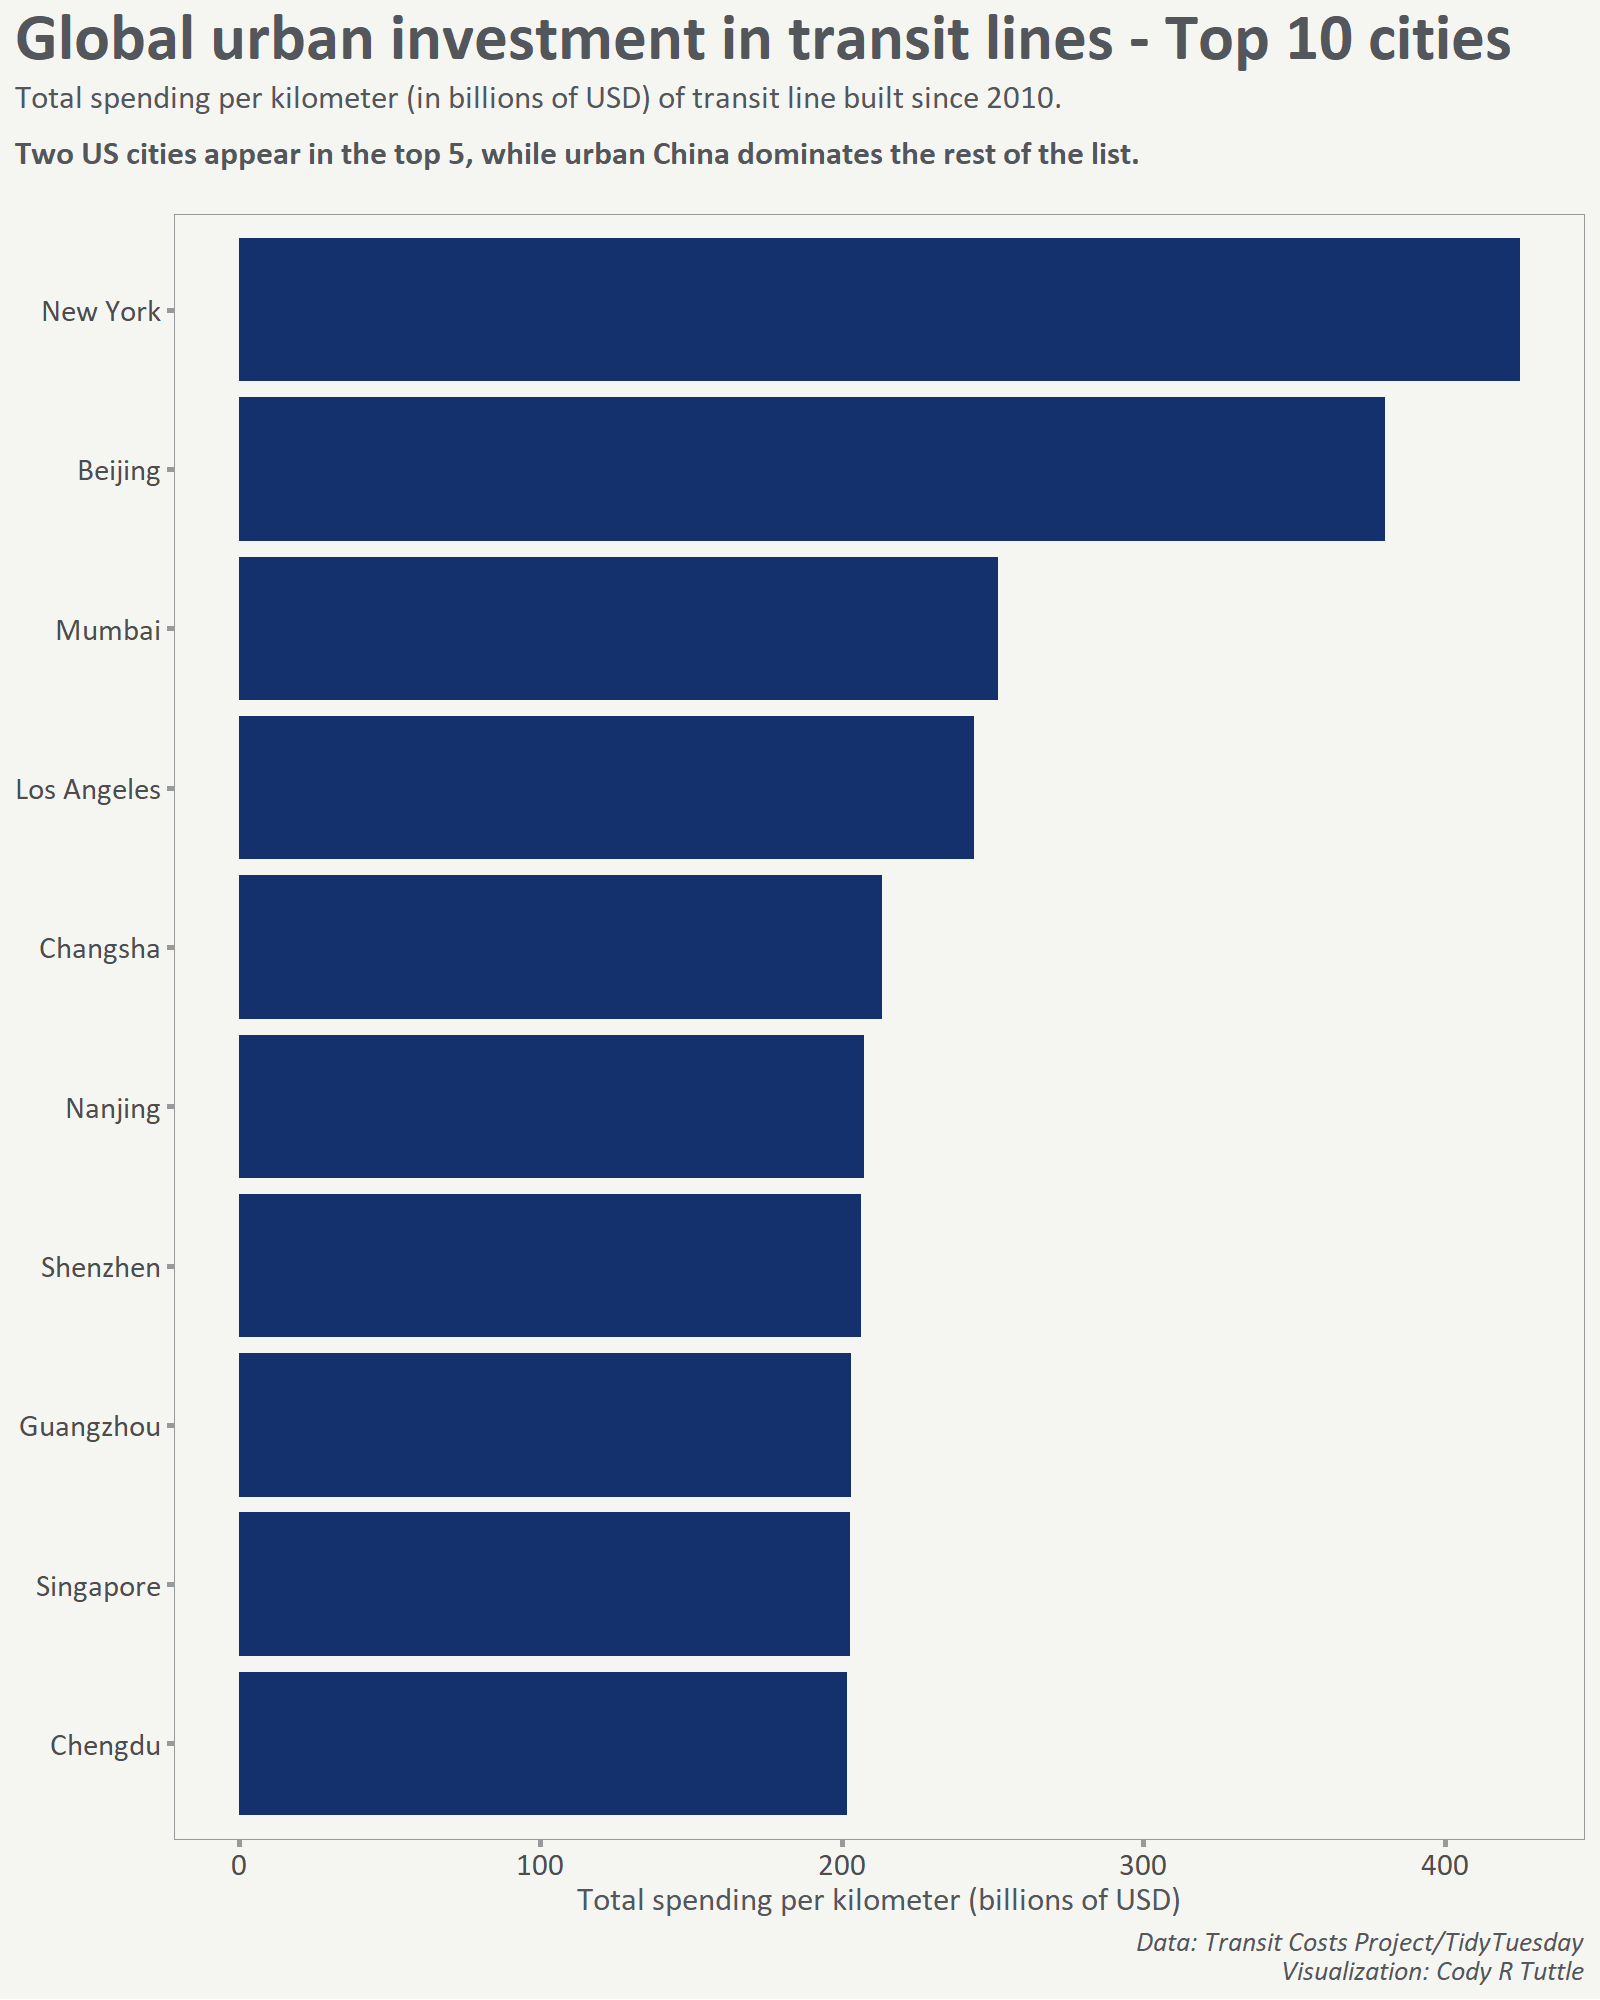 Global urban investment in transit lines - Top 10 cities
Total spending per kilometer (in billions of USD) of transit line built since 2010.
Two US cities appear in the top 5, while urban China dominates the rest of the list.
New York
Beijing
Mumbai
Los Angeles
Changsha
Nanjing
Shenzhen
Guangzhou
Singapore
Chengdu
0 100 200 300 400
Total spending per kilometer (billions of USD)
Data: Transit Costs Project/TidyTuesday
Visualization: Cody R Tuttle